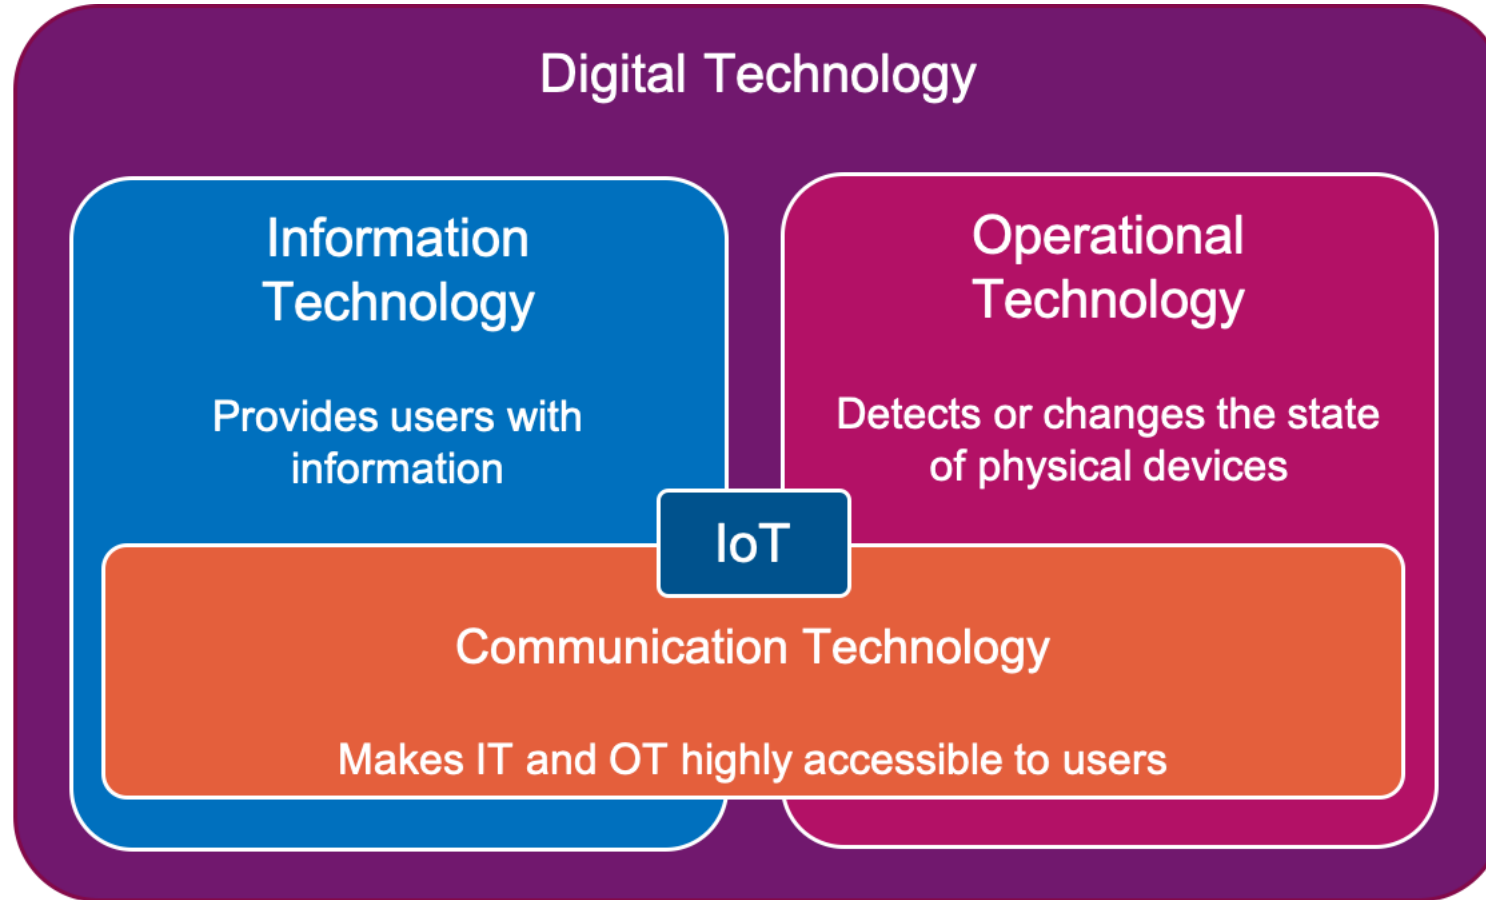 Digital Technology
Information
Technology
Provides users with
information
Operational
Technology
Detects or changes the state
of physical devices
IoT
Communication Technology
Makes IT and OT highly accessible to users